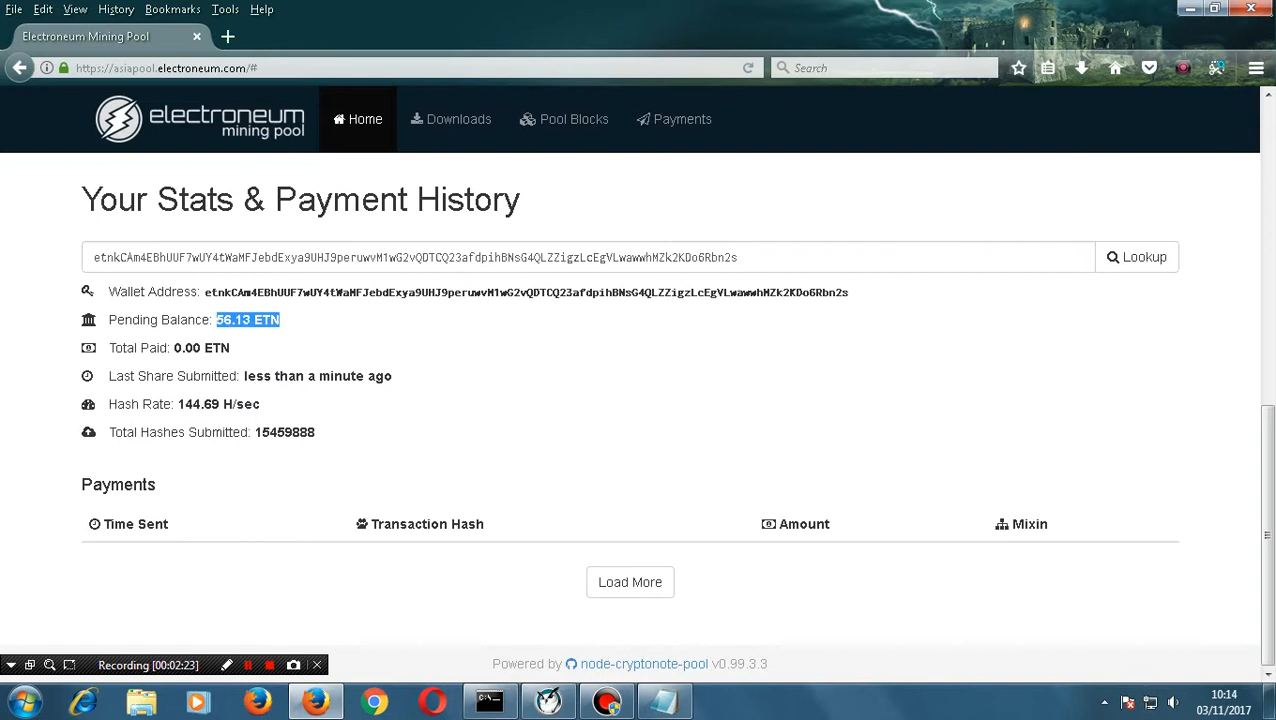 File Edit View History Bookmarks Tools Help
Electroneum Mining Pool
https://asiapool.electroneum.com/#
Search
electroneum
mining pool
Home
Downloads
Pool Blocks
Payments
Your Stats & Payment History
etnkCAm4EBhUUF7wUY4tWaMFJebdExya9UHJ9peruwvM1wG2vQDTCQ23afdpihBNsG4QLZZigzLcEgVLwawwhMZk2KDo6Rbn2s
Lookup
Wallet Address: etnkCAm4EBhUUF7wUY4tWaMFJebdExya9UHJ9peruwvM1wG2vQDTCQ23afdpihBNsG4QLZZigzLcEgVLwawwhMZk2KDo6Rbn2s
Pending Balance: 56.13 ETN
Total Paid: 0.00 ETN
Last Share Submitted: less than a minute ago
Hash Rate: 144.69 H/sec
Total Hashes Submitted: 15459888
Payments
Time Sent Transaction Hash Amount Mixin
Load More
Recording [00:02:23]
Powered by node-cryptonote-pool v0.99.3.3
10:14
03/11/2017